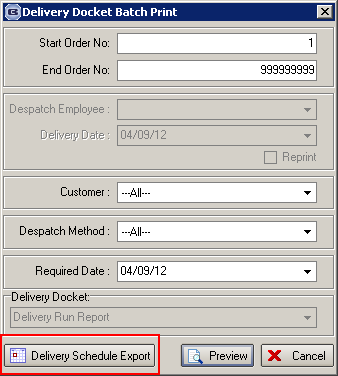 Delivery Docket Batch Print
Start Order No: 1
End Order No: 999999999
Despatch Employee :
Delivery Date : 04/09/12
Reprint
Customer : ---All---
Despatch Method : ---All---
Required Date : 04/09/12
Delivery Docket:
Delivery Run Report
Delivery Schedule Export Preview Cancel